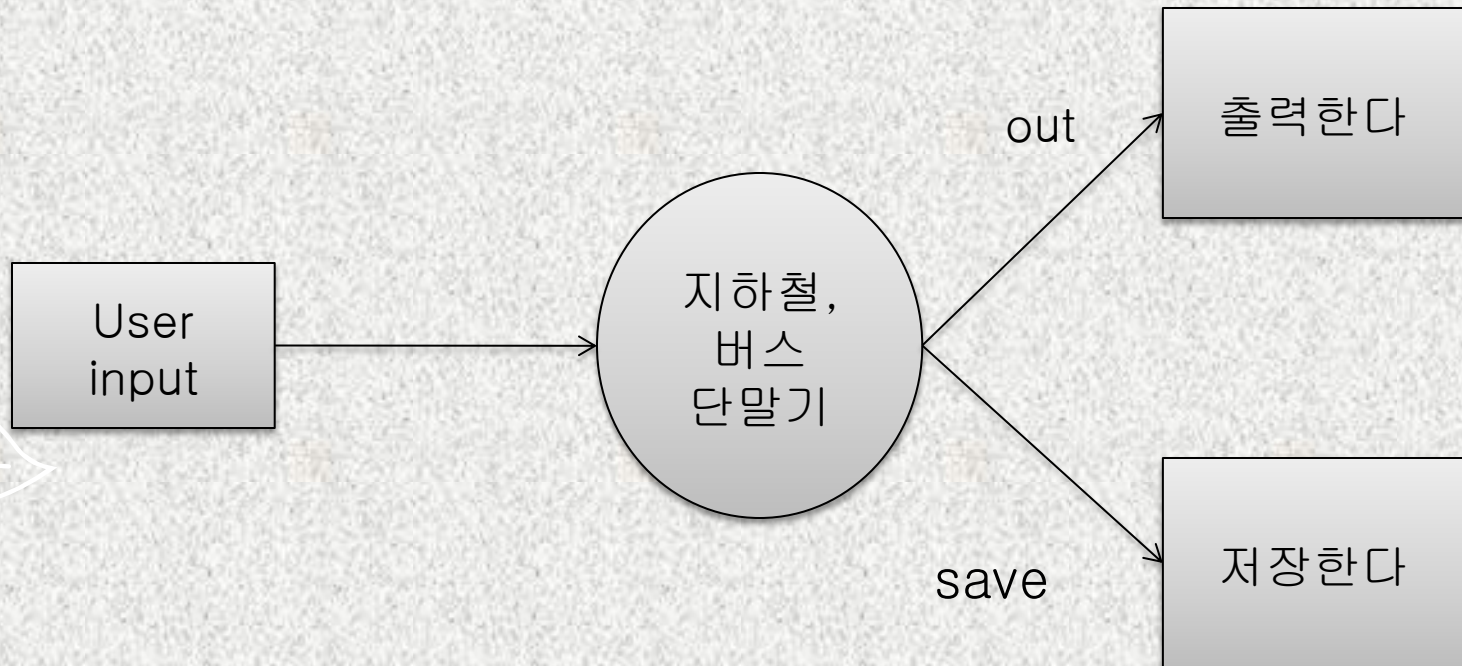 User
input
지하철,
버스
단말기
out
출력한다
save
저장한다